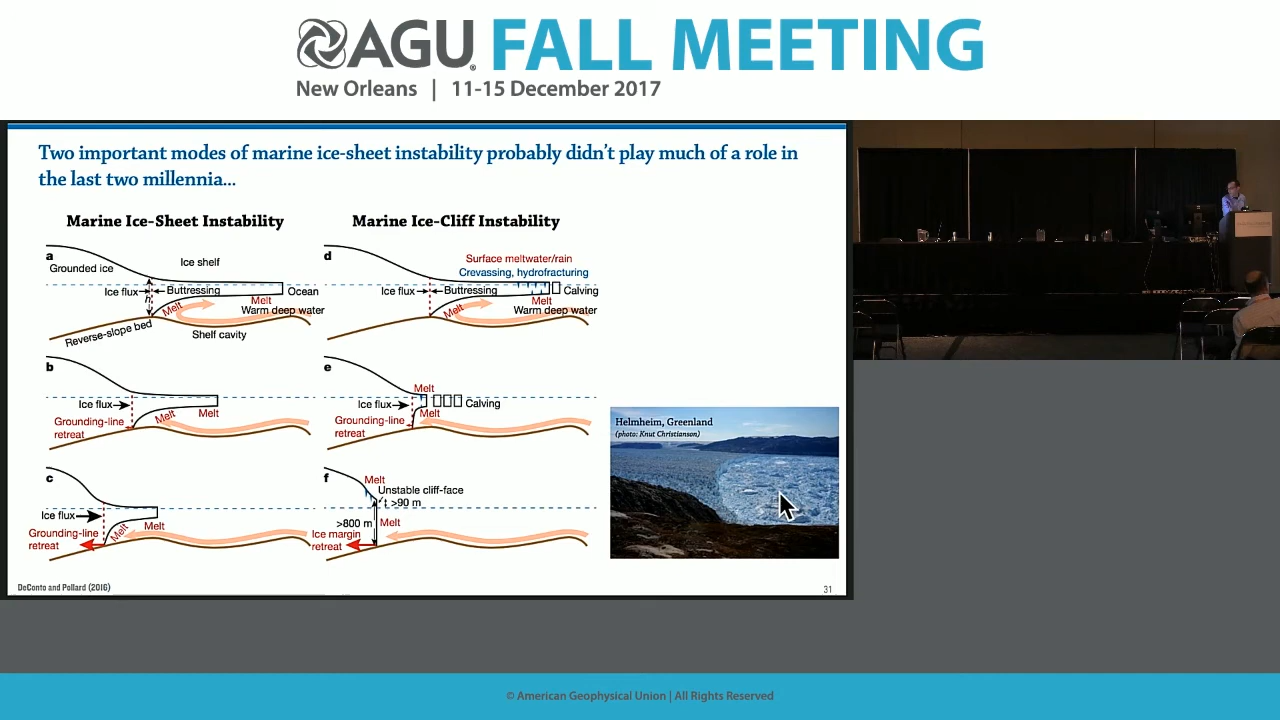 AGU FALL MEETING
New Orleans | 11-15 December 2017
Two important modes of marine ice-sheet instability probably didn’t play much of a role in
the last two millennia...
Marine Ice-Sheet Instability
a
Grounded ice
Ice shelf
Ice flux
Buttressing
h
Melt
Melt
Ocean
Warm deep water
Reverse-slope bed
Shelf cavity
b
Ice flux
Melt
Melt
Grounding-line
retreat
c
Ice flux
Melt
Melt
Grounding-line
retreat
Marine Ice-Cliff Instability
d
Surface meltwater/rain
Crevassing, hydrofracturing
Ice flux
Buttressing
Calving
Melt
Melt
Warm deep water
e
Melt
Ice flux
Calving
Melt
Grounding-line
retreat
f
Melt
Unstable cliff-face
>90 m
>800 m
Melt
Ice margin
retreat
Helmheim, Greenland
(photo: Knut Christianson)
DeConto and Pollard (2016)
31
© American Geophysical Union | All Rights Reserved